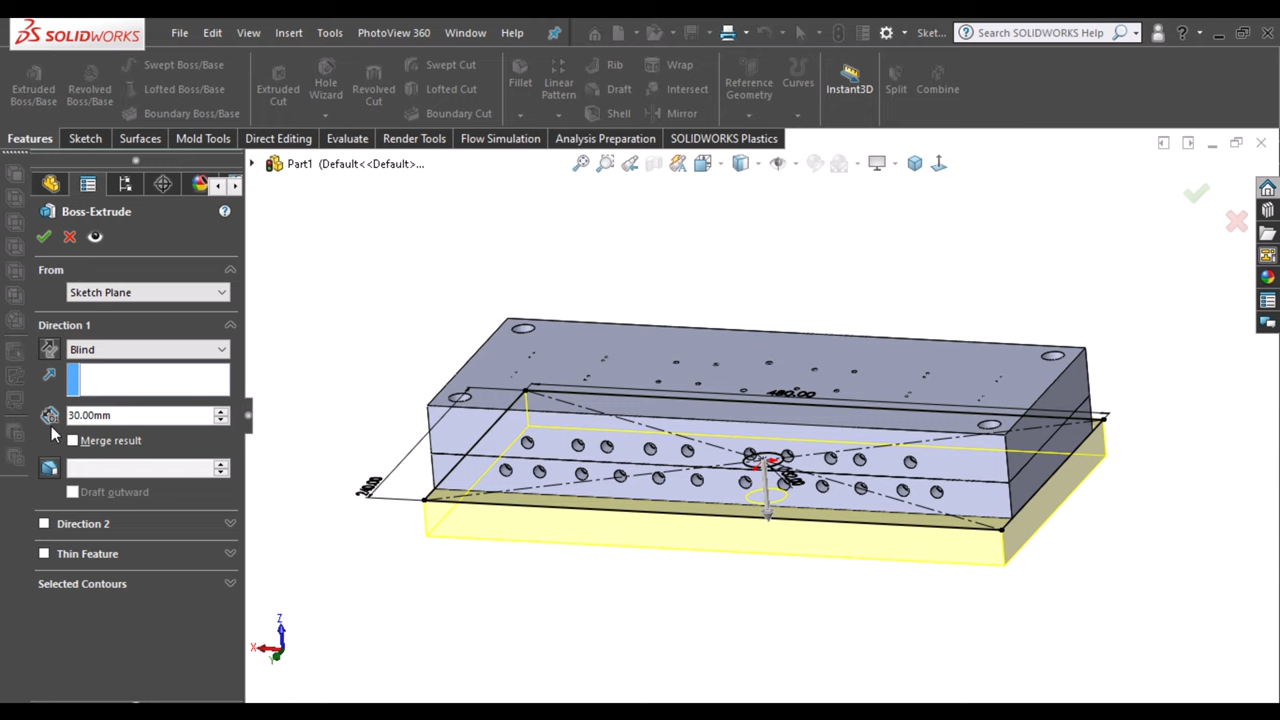 SOLIDWORKS
File Edit View Insert Tools PhotoView 360 Window Help
Sket...
Search SOLIDWORKS Help
Extruded Boss/Base
Revolved Boss/Base
Swept Boss/Base
Lofted Boss/Base
Boundary Boss/Base
Extruded Cut
Hole Wizard
Revolved Cut
Swept Cut
Lofted Cut
Boundary Cut
Fillet
Linear Pattern
Rib
Draft
Shell
Wrap
Intersect
Mirror
Reference Geometry
Curves
Instant3D
Split
Combine
Features Sketch Surfaces Mold Tools Direct Editing Evaluate Render Tools Flow Simulation Analysis Preparation SOLIDWORKS Plastics
Part1 (Default<<Default>...
Boss-Extrude
From
Sketch Plane
Direction 1
Blind
30.00mm
Merge result
Draft outward
Direction 2
Thin Feature
Selected Contours
Z
X
Y